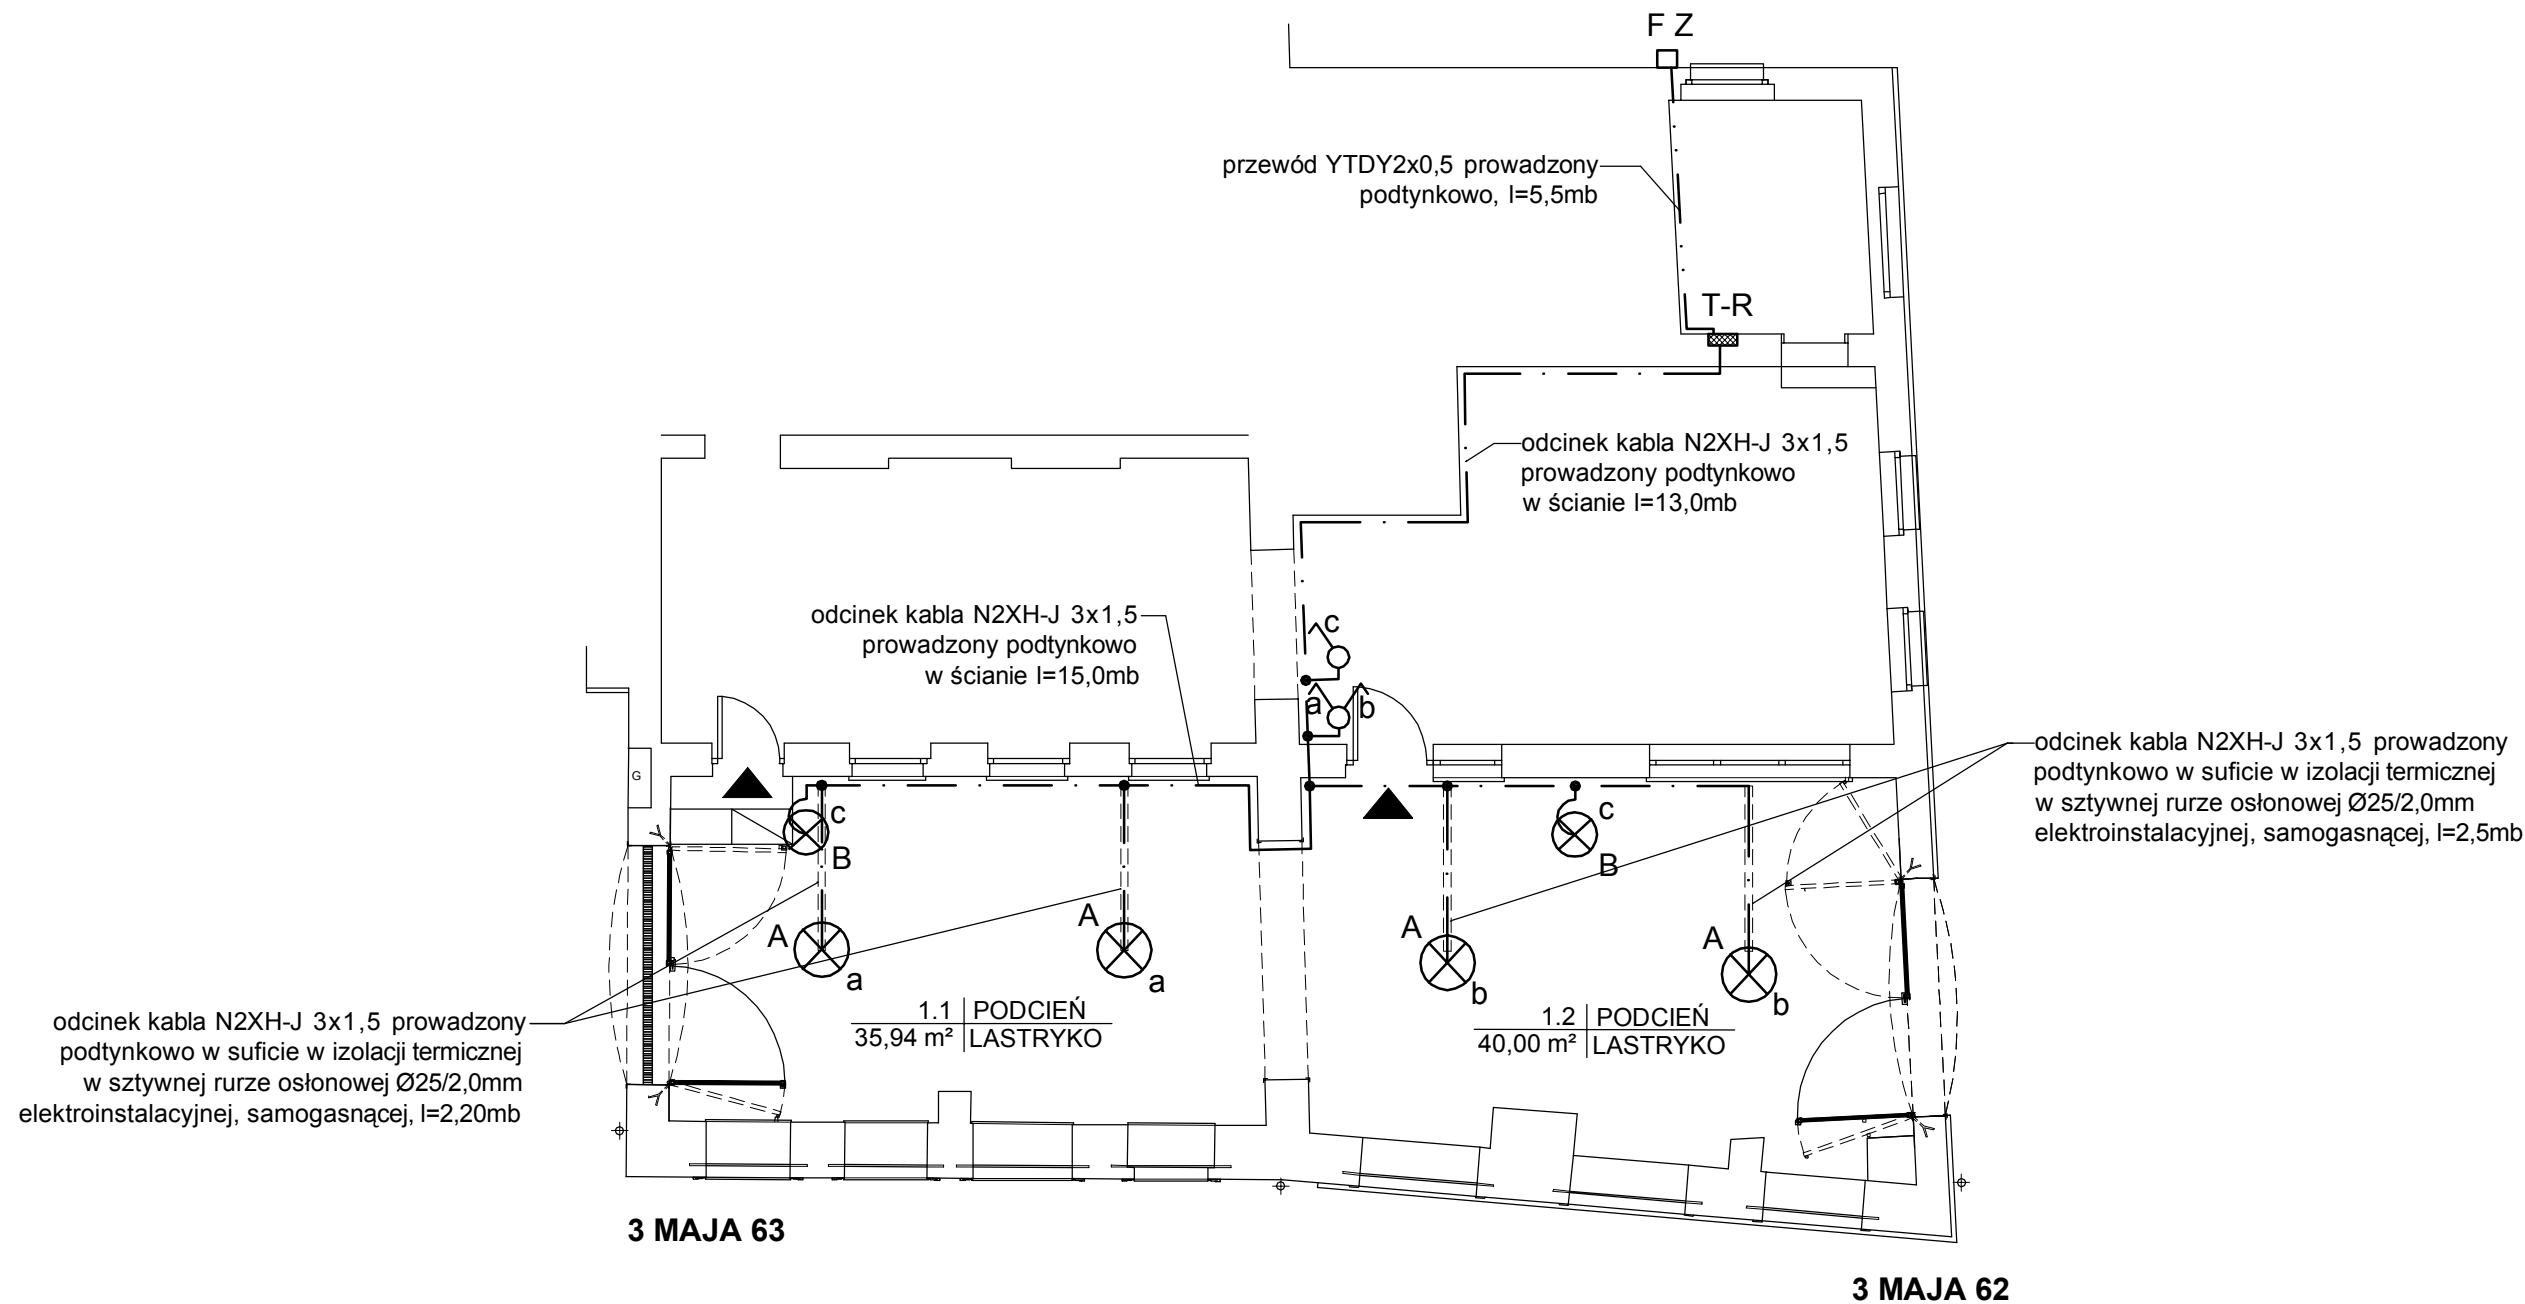 F Z
przewód YTDY2x0,5 prowadzony
podtynkowo, l=5,5mb
T-R
odcinek kabla N2XH-J 3x1,5
prowadzony podtynkowo
w ścianie l=13,0mb
odcinek kabla N2XH-J 3x1,5
prowadzony podtynkowo
w ścianie l=15,0mb
c
a
b
odcinek kabla N2XH-J 3x1,5 prowadzony
podtynkowo w suficie w izolacji termicznej
w sztywnej rurze osłonowej Ø25/2,0mm
elektroinstalacyjnej, samogasnącej, l=2,5mb
G
c
B
c
B
A
a
A
a
A
b
A
b
1.1 PODCIEŃ
35,94 m² LASTRYKO
1.2 PODCIEŃ
40,00 m² LASTRYKO
odcinek kabla N2XH-J 3x1,5 prowadzony
podtynkowo w suficie w izolacji termicznej
w sztywnej rurze osłonowej Ø25/2,0mm
elektroinstalacyjnej, samogasnącej, l=2,20mb
3 MAJA 63
3 MAJA 62